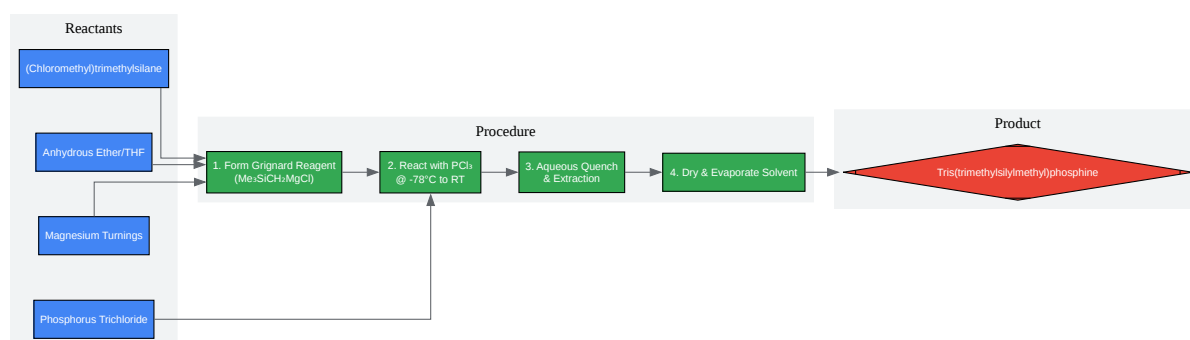 Reactants
(Chloromethyl)trimethylsilane
Anhydrous Ether/THF
Magnesium Turnings
Phosphorus Trichloride
Procedure
1. Form Grignard Reagent
(Me₃SiCH₂MgCl)
2. React with PCl₃
@ -78°C to RT
3. Aqueous Quench
& Extraction
4. Dry & Evaporate Solvent
Product
Tris(trimethylsilylmethyl)phosphine